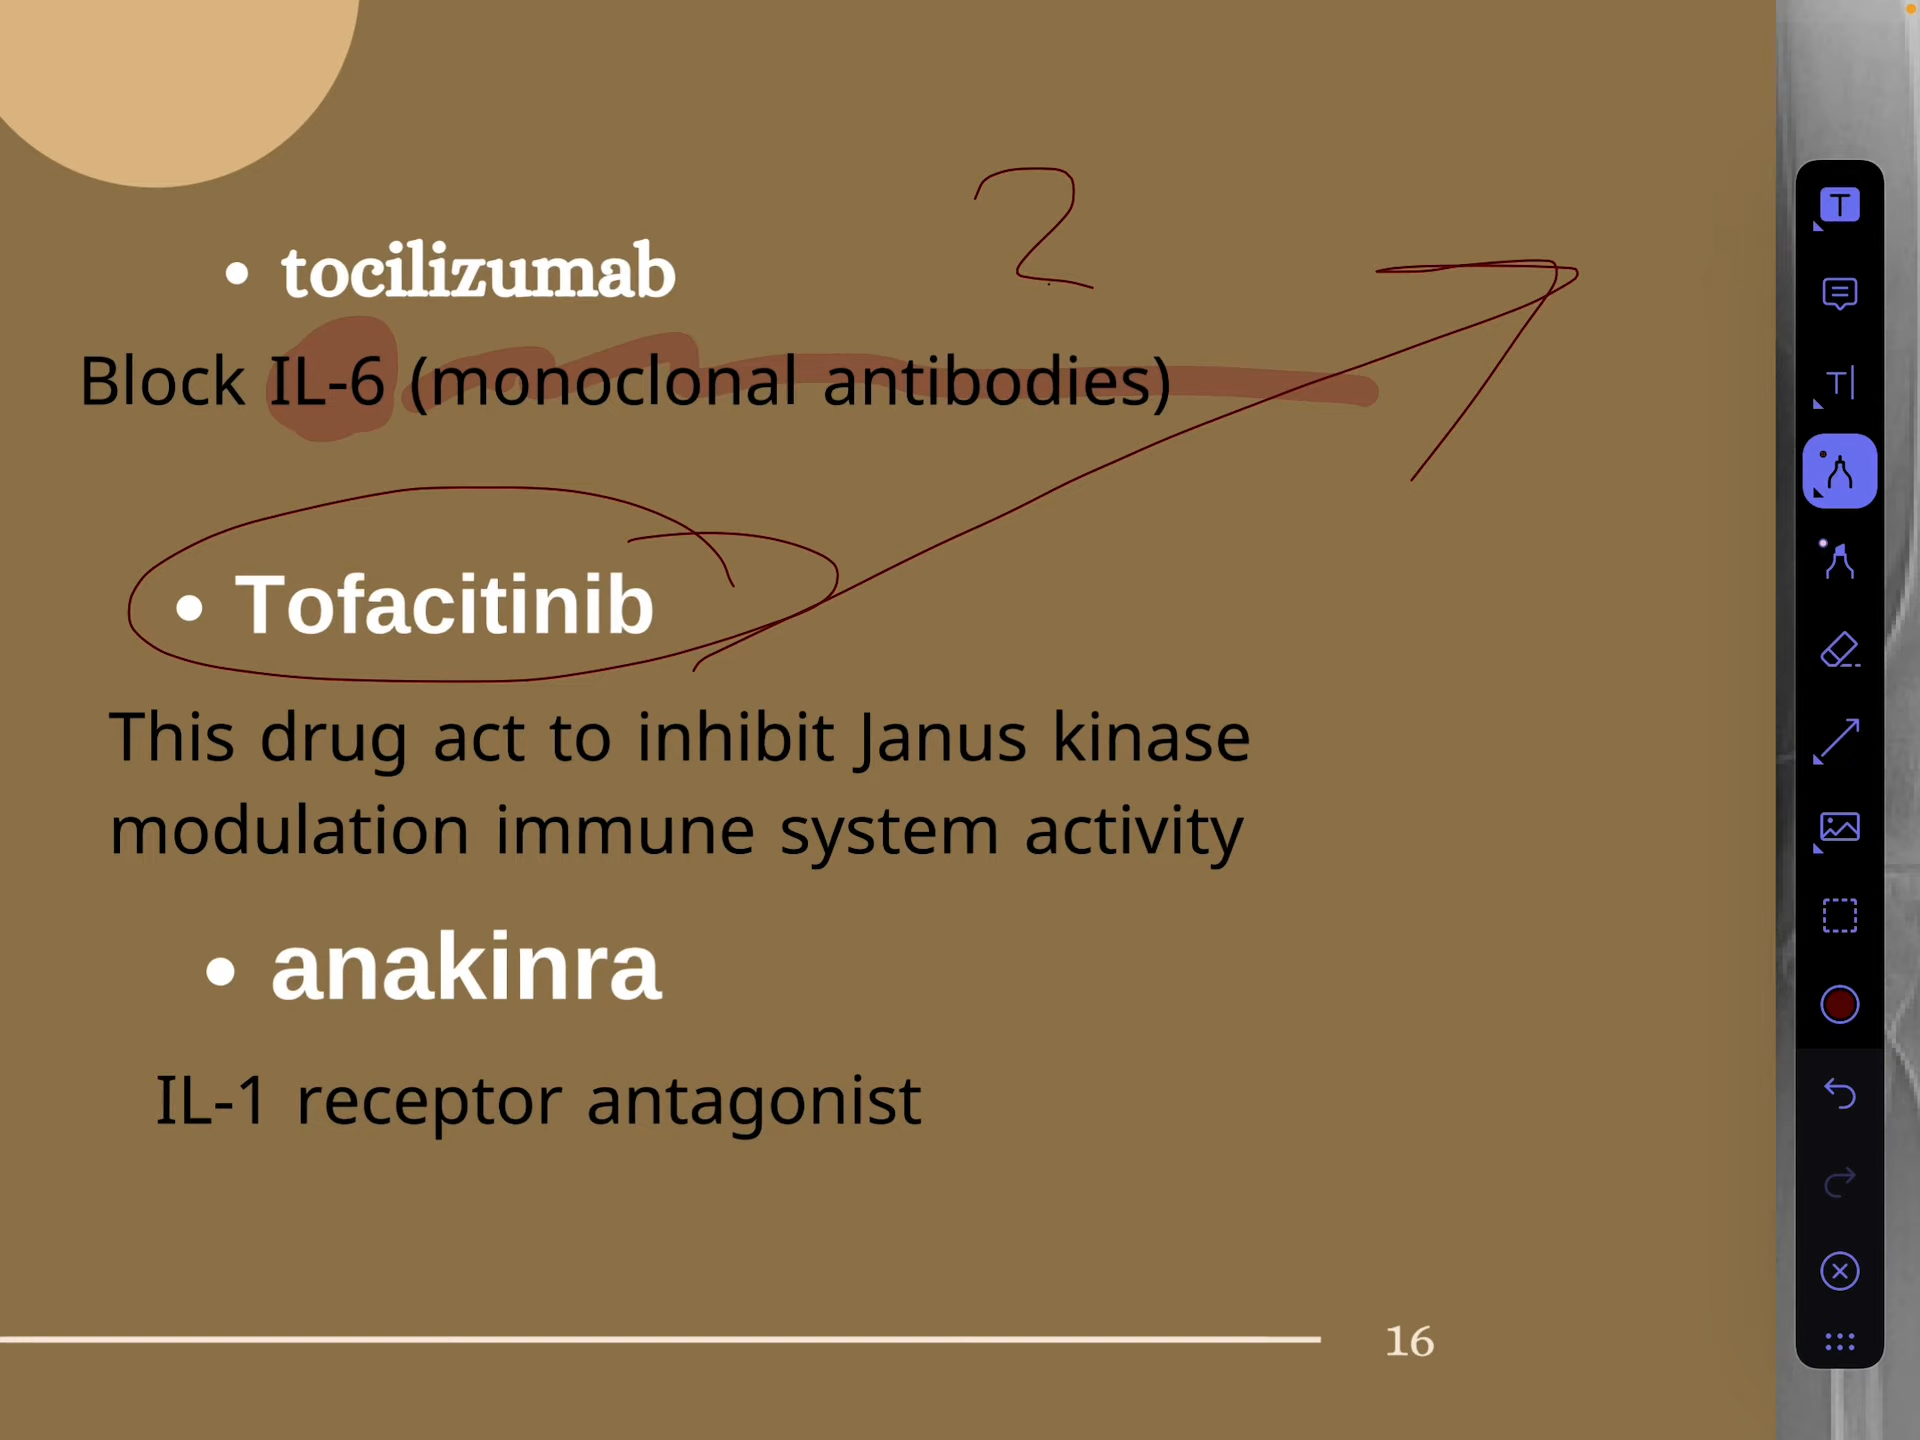 2
• tocilizumab
Block IL-6 (monoclonal antibodies)
• Tofacitinib
This drug act to inhibit Janus kinase
modulation immune system activity
• anakinra
IL-1 receptor antagonist
16